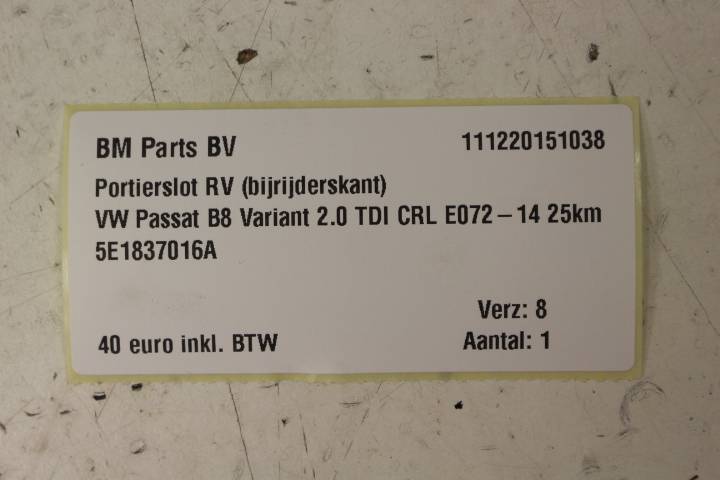 BM Parts BV 111220151038
Portierslot RV (bijrijderskant)
VW Passat B8 Variant 2.0 TDI CRL E072-14 25km
5E1837016A
Verz: 8
40 euro inkl. BTW Aantal: 1